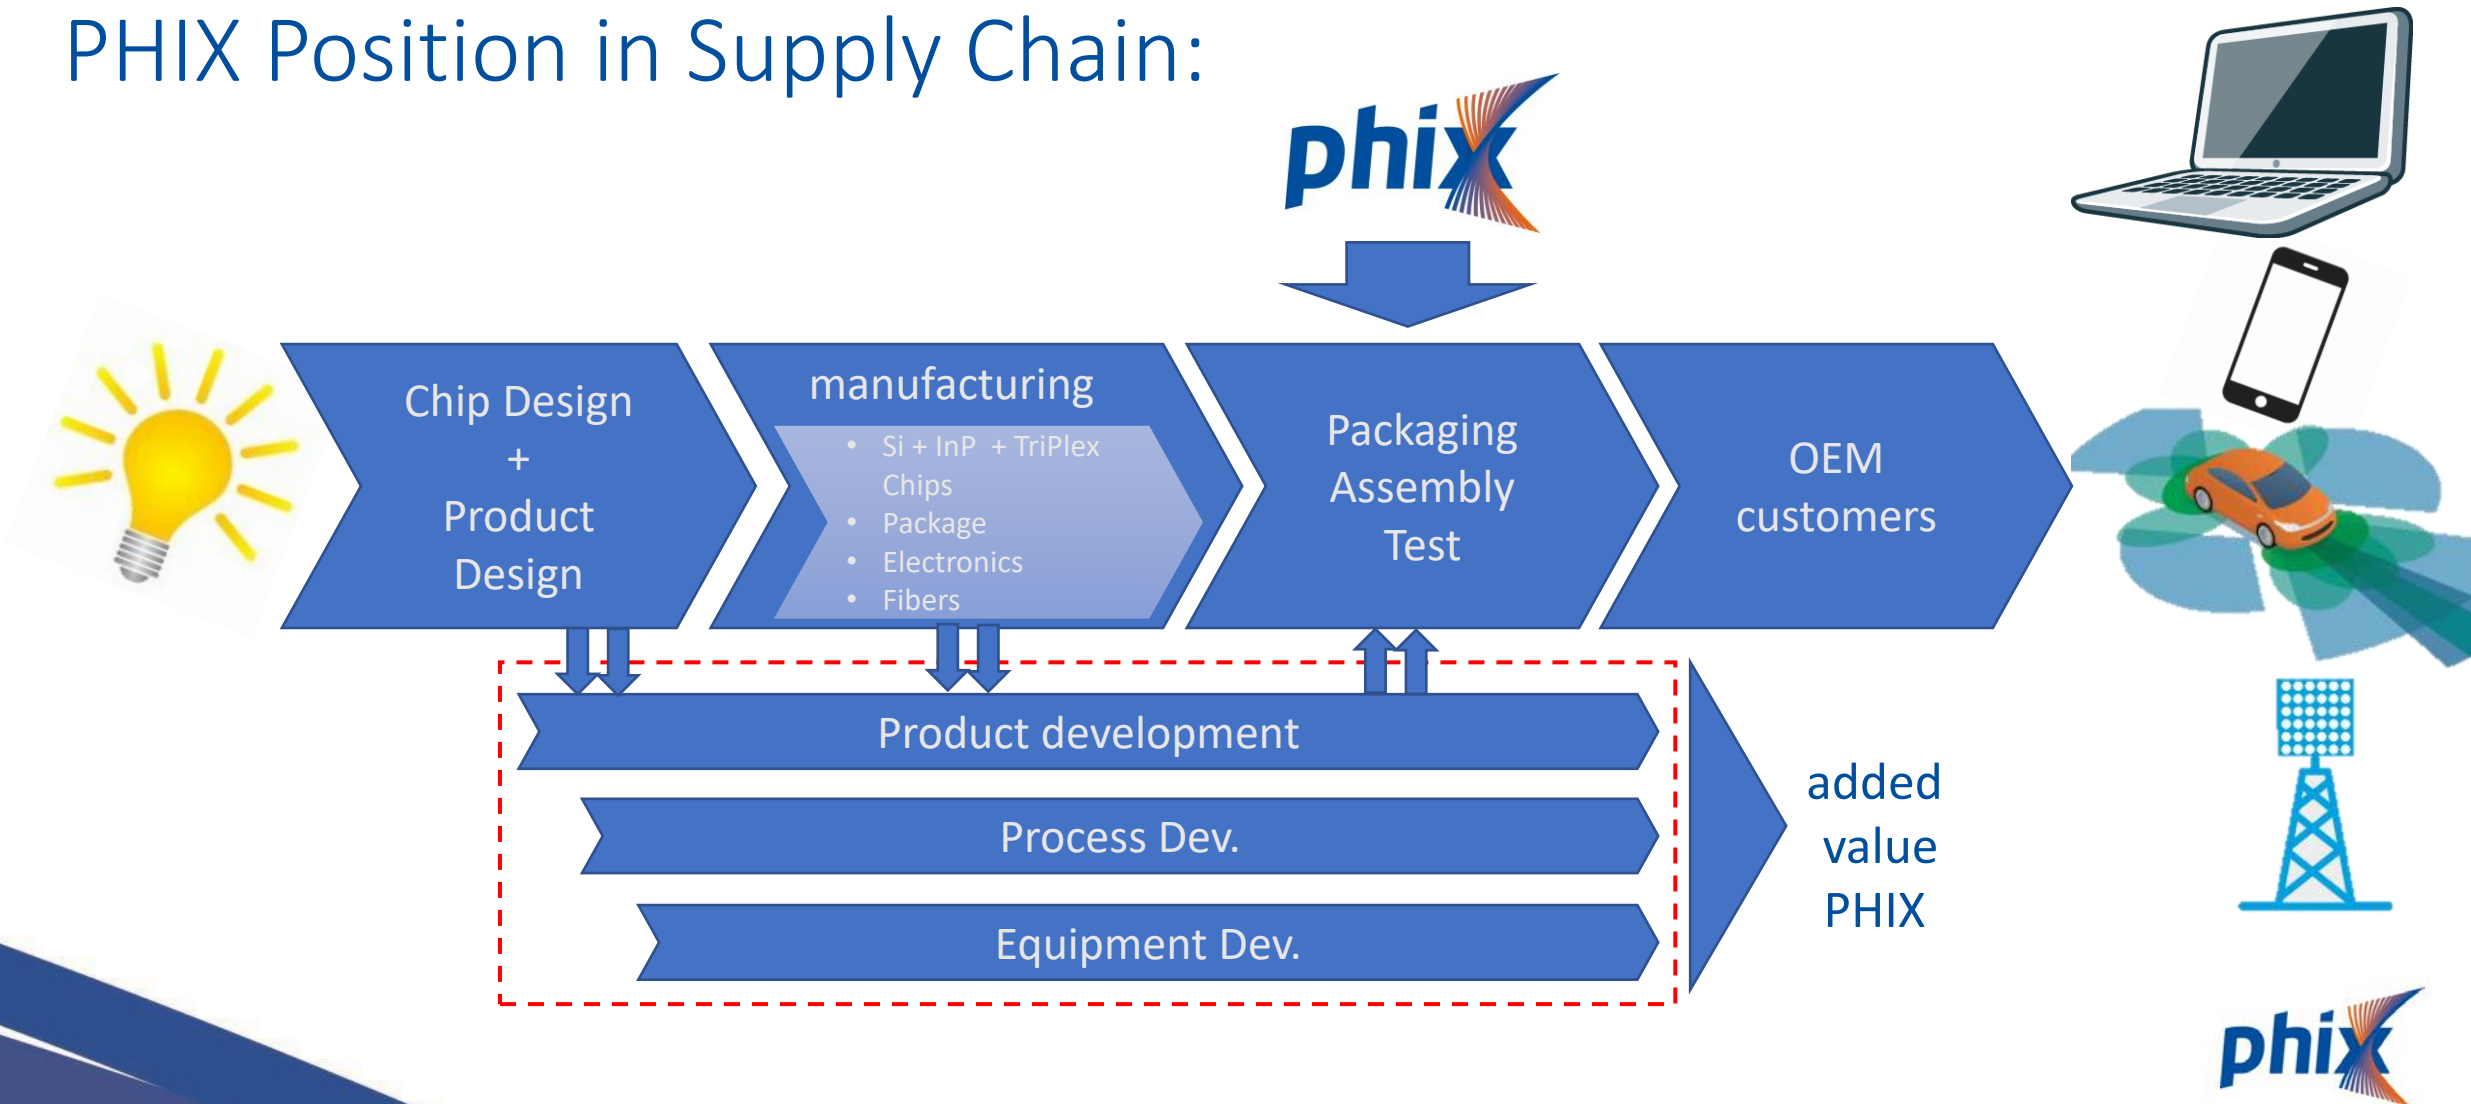 PHIX Position in Supply Chain:
phix
Chip Design
+
Product
Design
manufacturing
• Si + InP + TriPlex
Chips
• Package
• Electronics
• Fibers
Packaging
Assembly
Test
OEM
customers
Product development
Process Dev.
Equipment Dev.
added
value
PHIX
phix